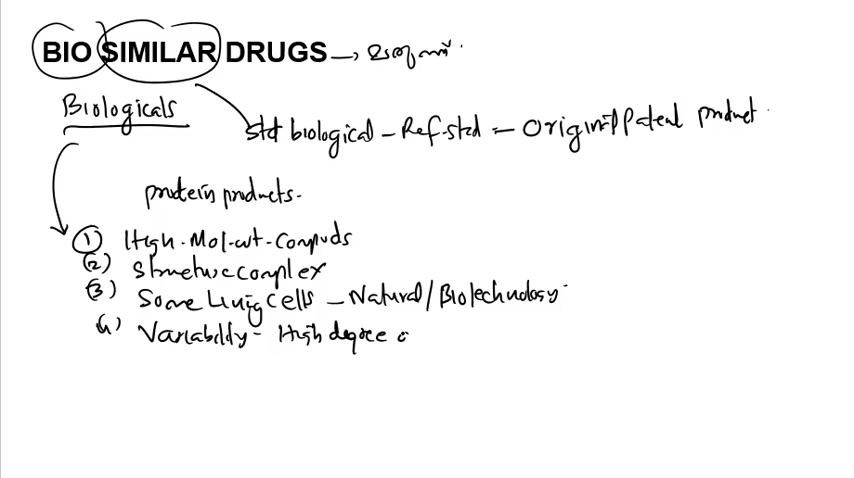 BIO SIMILAR DRUGS →
Biologicals
std biological - Ref.std = Original/Patent product.
protein products.
(1) High. Mol-wt-Compuds
(2) Structure complex
(3) Some Living Cells - Natural/Biotechnology
(4) Variability - High degree o